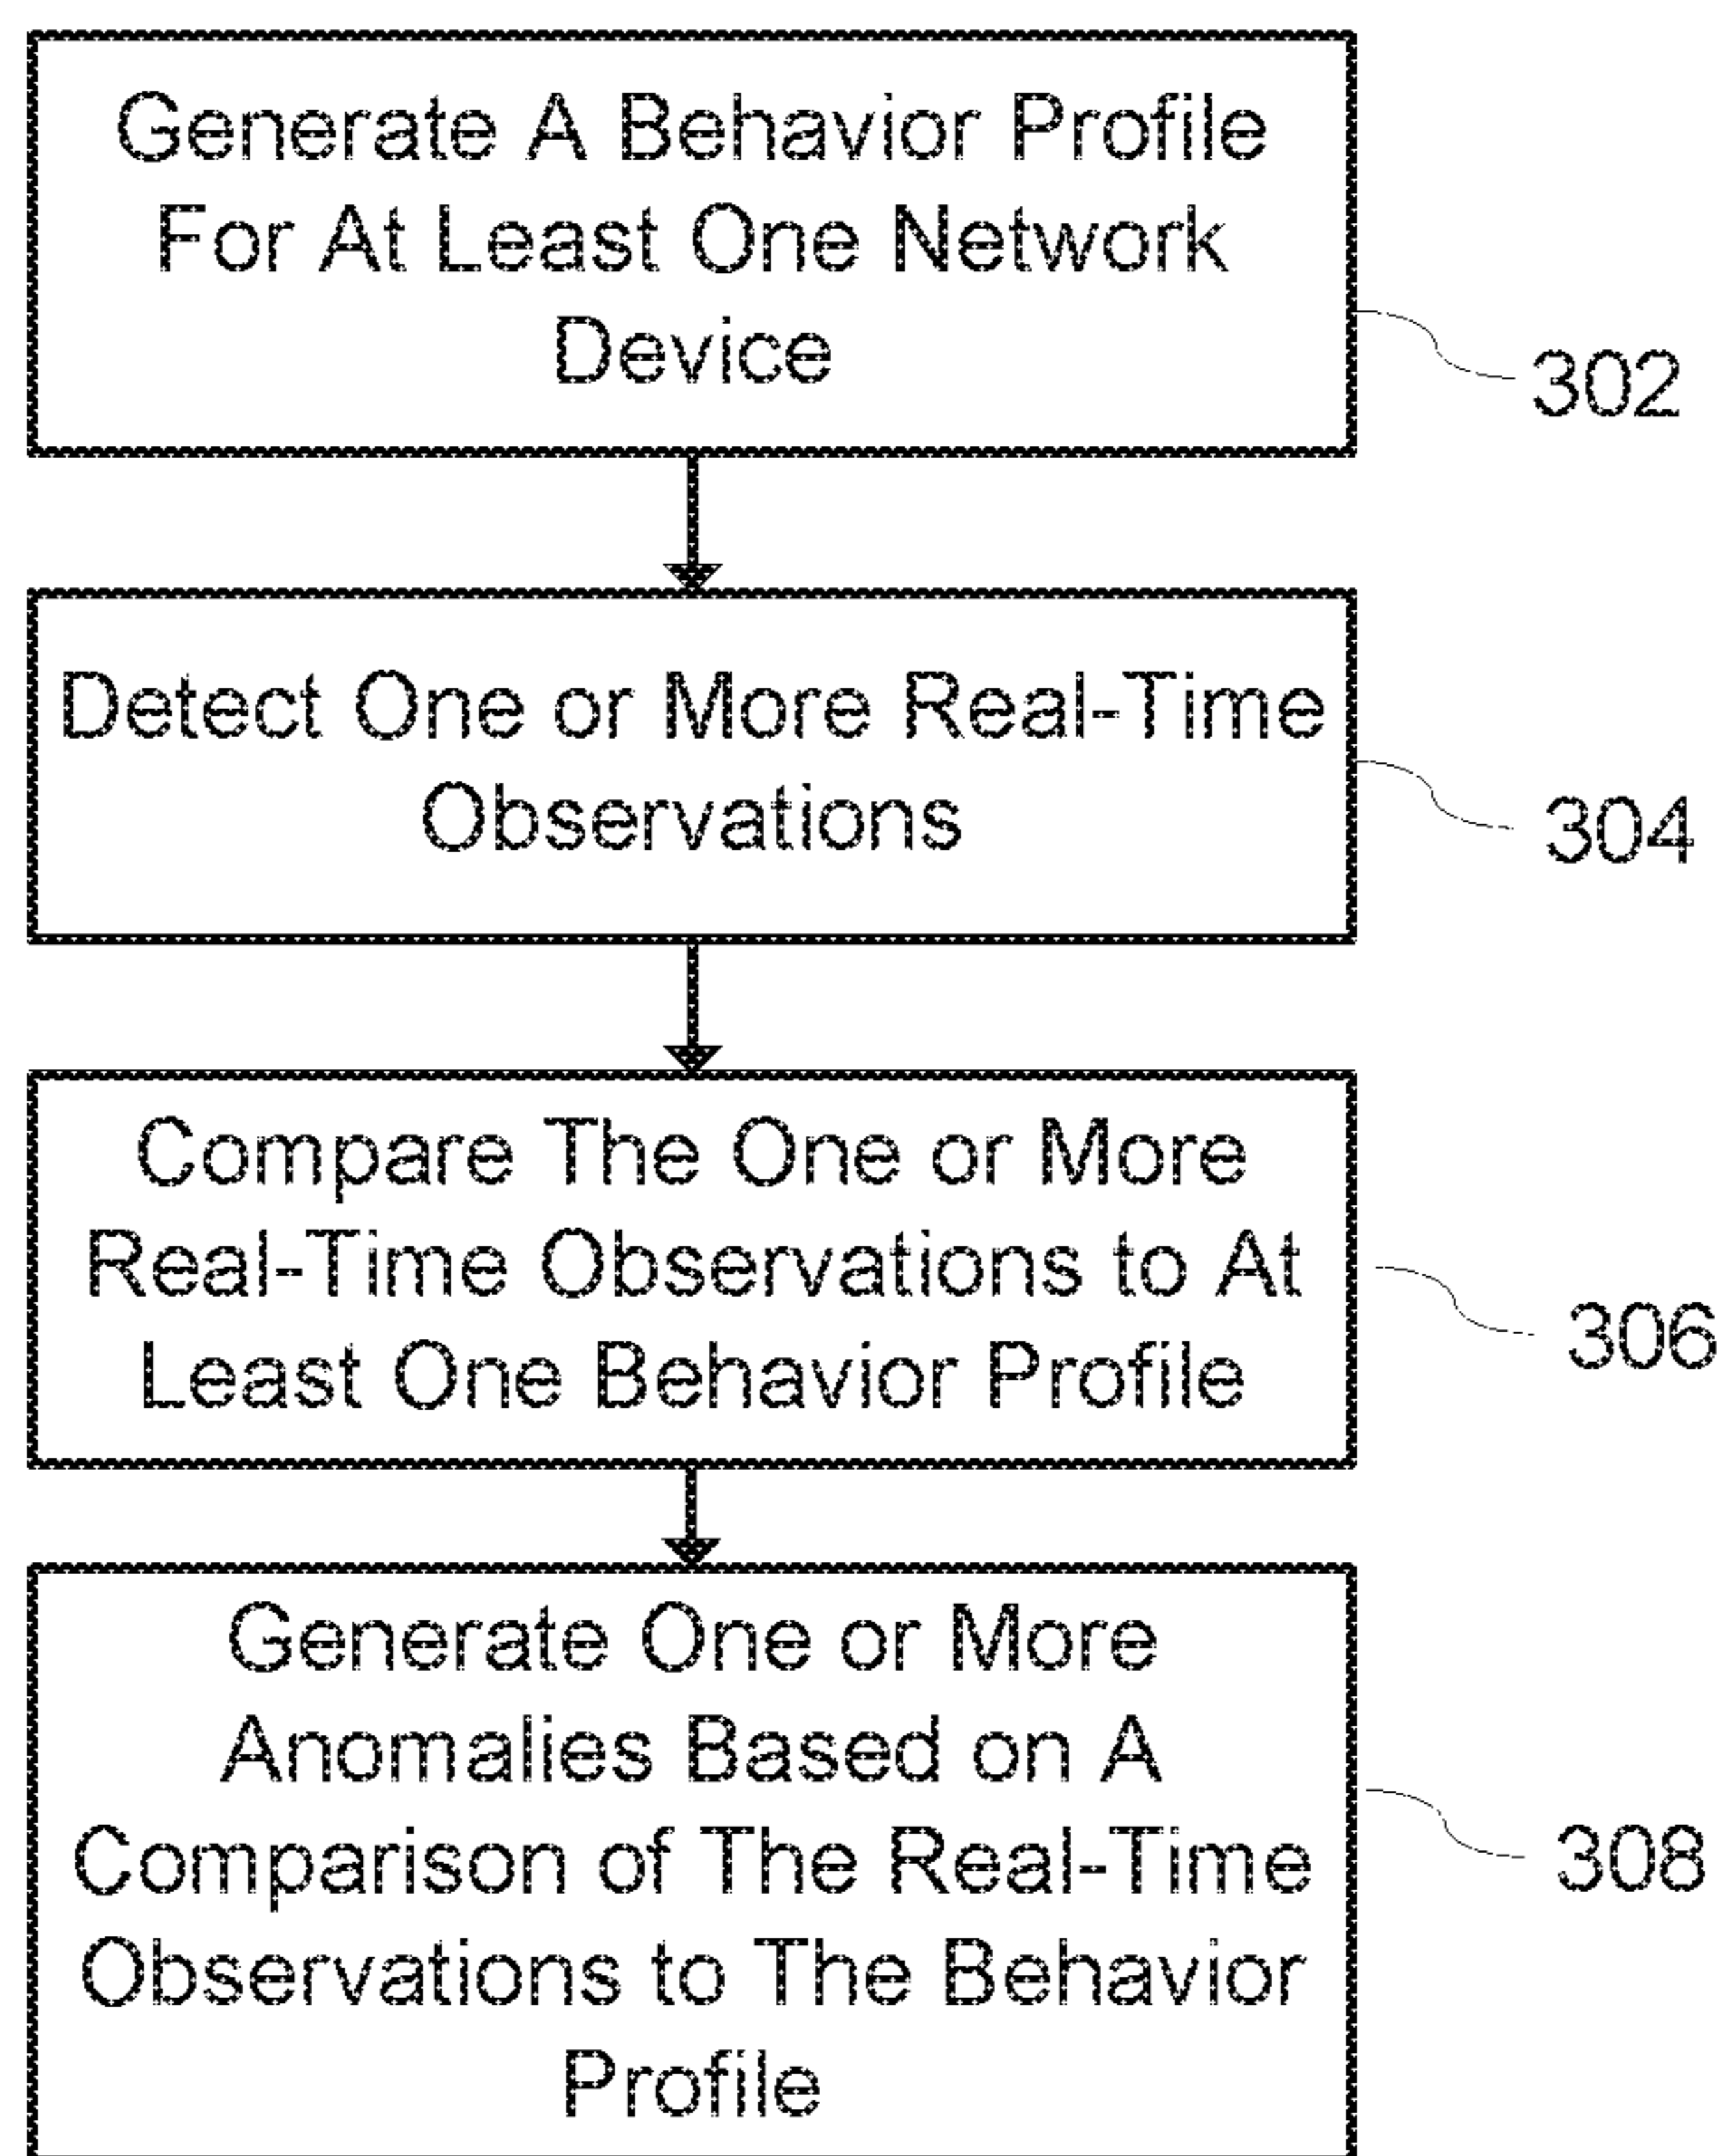 Generate A Behavior Profile
For At Least One Network
Device
302
Detect One or More Real-Time
Observations
304
Compare The One or More
Real-Time Observations to At
Least One Behavior Profile
306
Generate One or More
Anomalies Based on A
Comparison of The Real-Time
Observations to The Behavior
Profile
308